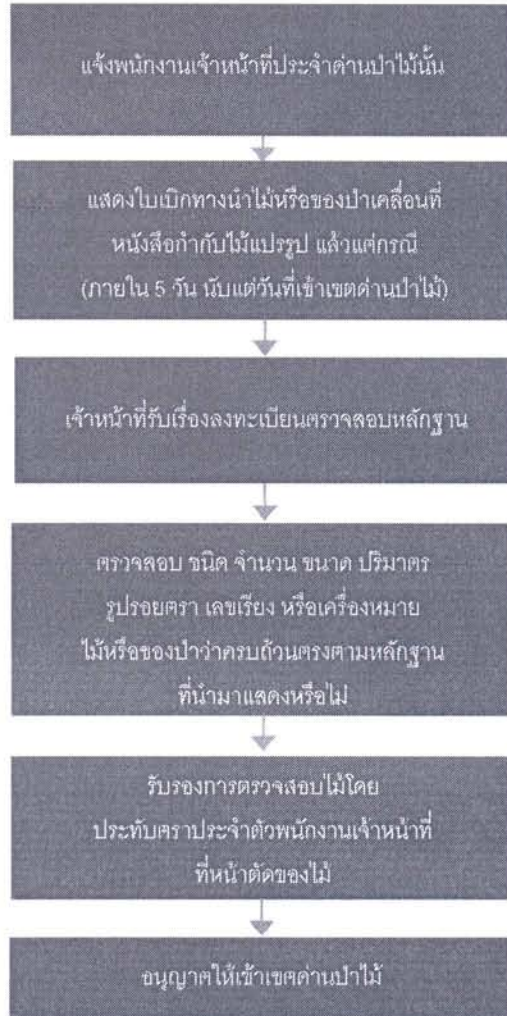 แจ้งพนักงานเจ้าหน้าที่ประจำด่านป่าไม้นั้น
แสดงใบเบิกทางนำไม้หรือของป่าเคลื่อนที่
หนังสือกำกับไม้แปรรูป แล้วแต่กรณี
(ภายใน 5 วัน นับแต่วันที่เข้าเขตด่านป่าไม้)
เจ้าหน้าที่รับเรื่องลงทะเบียนตรวจสอบหลักฐาน
ตรวจสอบ ชนิด จำนวน ขนาด ปริมาตร
รูปรอยตรา เลขเรียง หรือเครื่องหมาย
ไม้หรือของป่าว่าครบถ้วนตรงตามหลักฐาน
ที่นำมาแสดงหรือไม่
รับรองการตรวจสอบไม้โดย
ประทับตราประจำตัวพนักงานเจ้าหน้าที่
ที่หน้าตัดของไม้
อนุญาตให้เข้าเขตด่านป่าไม้